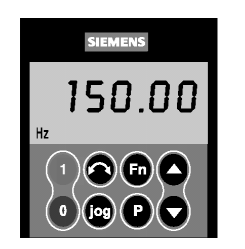 SIEMENS
150.00
Hz
1 Fn
0 jog P